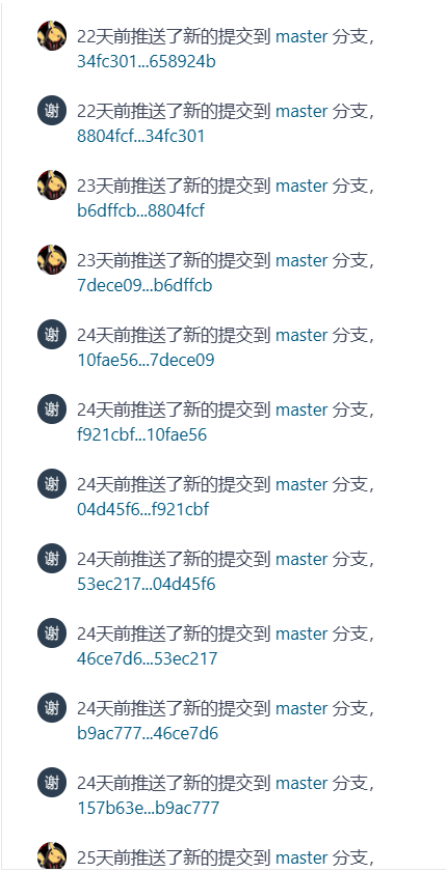 22天前推送了新的提交到 master 分支，
34fc301...658924b
谢
22天前推送了新的提交到 master 分支，
8804fcf...34fc301
23天前推送了新的提交到 master 分支，
b6dffcb...8804fcf
23天前推送了新的提交到 master 分支，
7dece09...b6dffcb
谢
24天前推送了新的提交到 master 分支，
10fae56...7dece09
谢
24天前推送了新的提交到 master 分支，
f921cbf...10fae56
谢
24天前推送了新的提交到 master 分支，
04d45f6...f921cbf
谢
24天前推送了新的提交到 master 分支，
53ec217...04d45f6
谢
24天前推送了新的提交到 master 分支，
46ce7d6...53ec217
谢
24天前推送了新的提交到 master 分支，
b9ac777...46ce7d6
谢
24天前推送了新的提交到 master 分支，
157b63e...b9ac777
25天前推送了新的提交到 master 分支，